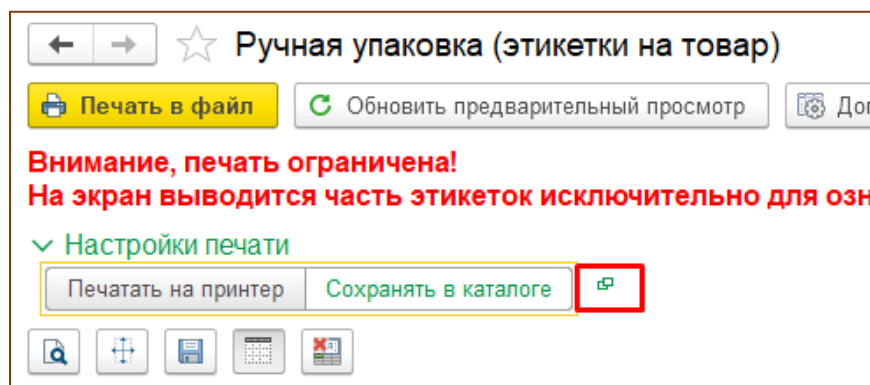 Ручная упаковка (этикетки на товар)
Печать в файл Обновить предварительный просмотр
Внимание, печать ограничена!
На экран выводится часть этикеток исключительно для
Настройки печати
Печатать на принтер Сохранять в каталоге